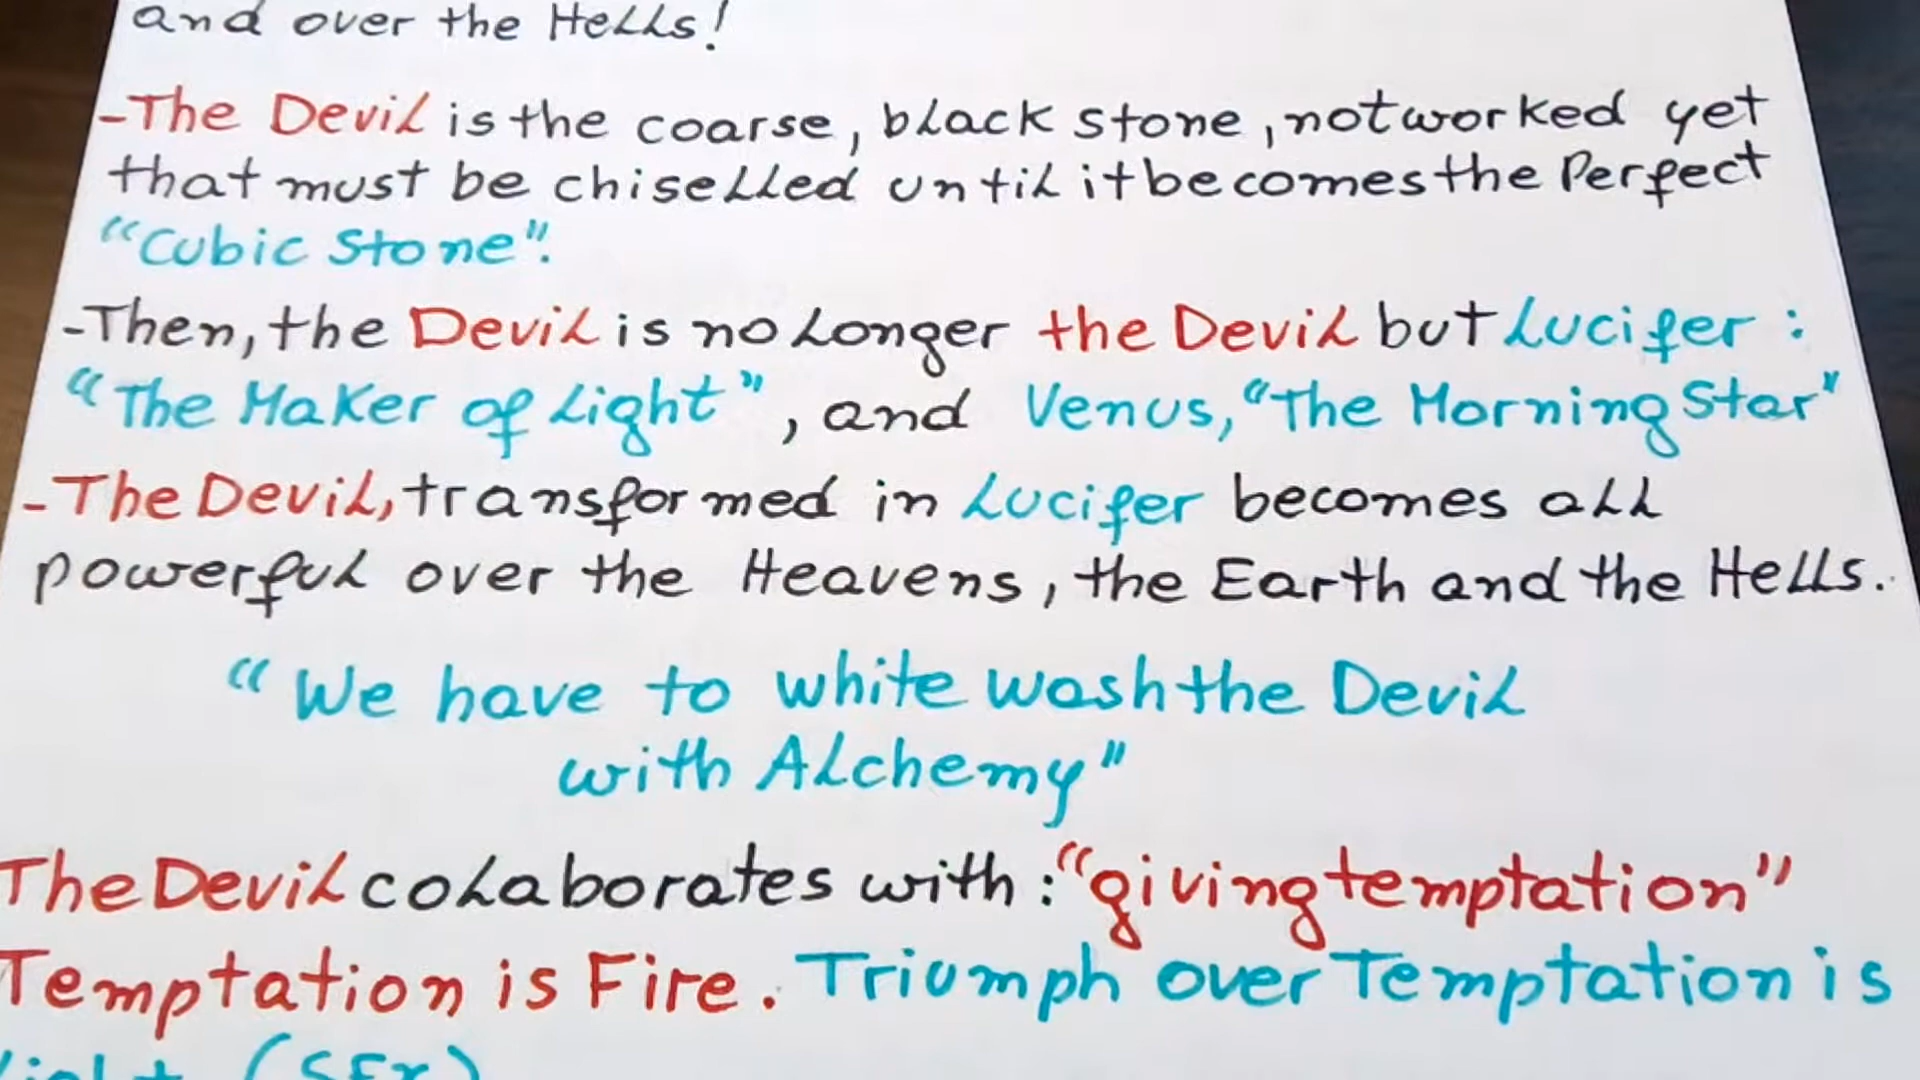 and over the Hells!
-The Devil is the coarse, black stone, not worked yet
that must be chiselled until it becomes the Perfect
"Cubic Stone".
-Then, the Devil is no longer the Devil but Lucifer:
"The Maker of Light", and Venus, "The Morning Star"
-The Devil, transformed in Lucifer becomes all
powerful over the Heavens, the Earth and the Hells.
"We have to white wash the Devil
with Alchemy"
The Devil colaborates with: "giving temptation"
Temptation is Fire. Triumph over Temptation is
Light (SEX)